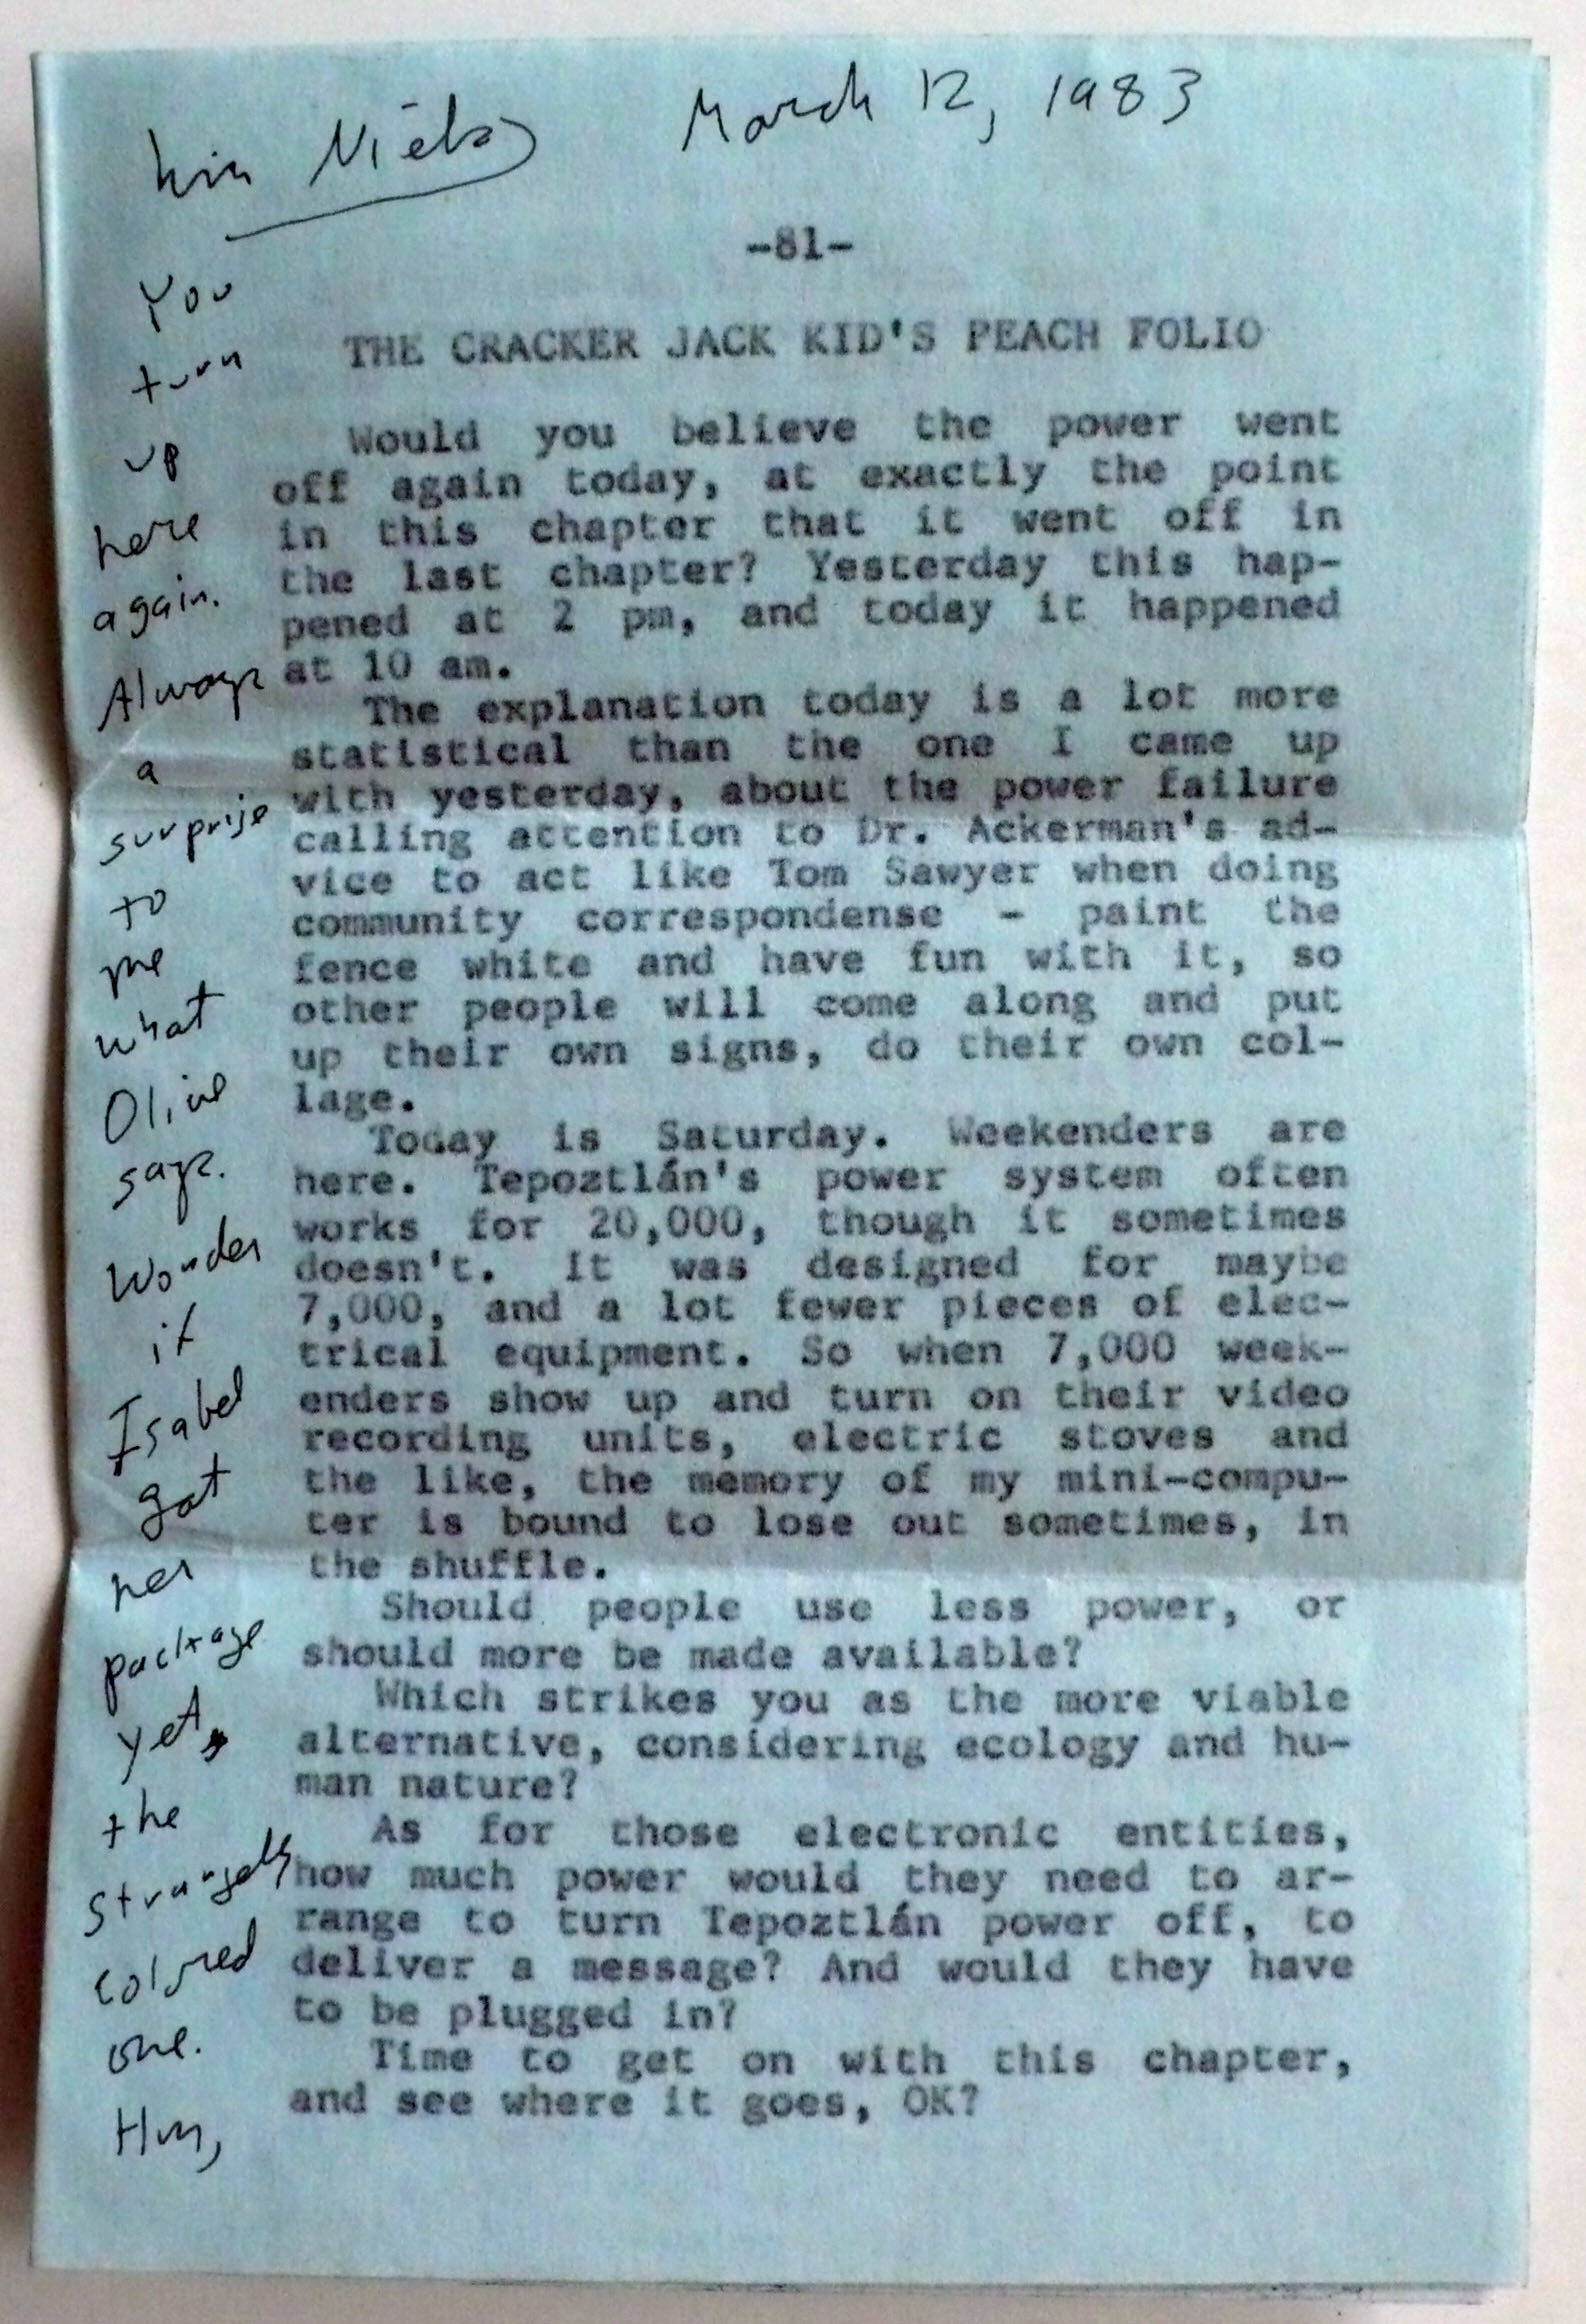 Niels March 12, 1983
-81-
THE CRACKER JACK KID'S PEACH FOLIO
Would you believe the power went
off again today, at exactly the point
in this chapter that it went off in
the last chapter? Yesterday this hap-
pened at 2 pm, and today it happened
at 10 am.
The explanation today is a lot more
statistical than the one I came up
with yesterday, about the power failure
calling attention to Dr. Ackerman's ad-
vice to act like Tom Sawyer when doing
community correspondense - paint the
fence white and have fun with it, so
other people will come along and put
up their own signs, do their own col-
lage.
Today is Saturday. Weekenders are
here. Tepoztlán's power system often
works for 20,000, though it sometimes
doesn't. It was designed for maybe
7,000, and a lot fewer pieces of elec-
trical equipment. So when 7,000 week-
enders show up and turn on their video
recording units, electric stoves and
the like, the memory of my mini-compu-
ter is bound to lose out sometimes, in
the shuffle.
Should people use less power, or
should more be made available?
Which strikes you as the more viable
alternative, considering ecology and hu-
man nature?
As for those electronic entities,
how much power would they need to ar-
range to turn Tepoztlán power off, to
deliver a message? And would they have
to be plugged in?
Time to get on with this chapter,
and see where it goes, OK?
You
turn
up
here
again.
Always
a
surprise
to
me
what
Olive
says.
Wonder
if
Isabel
got
her
package
yet,
the
strangely
colored
one.
Hm,